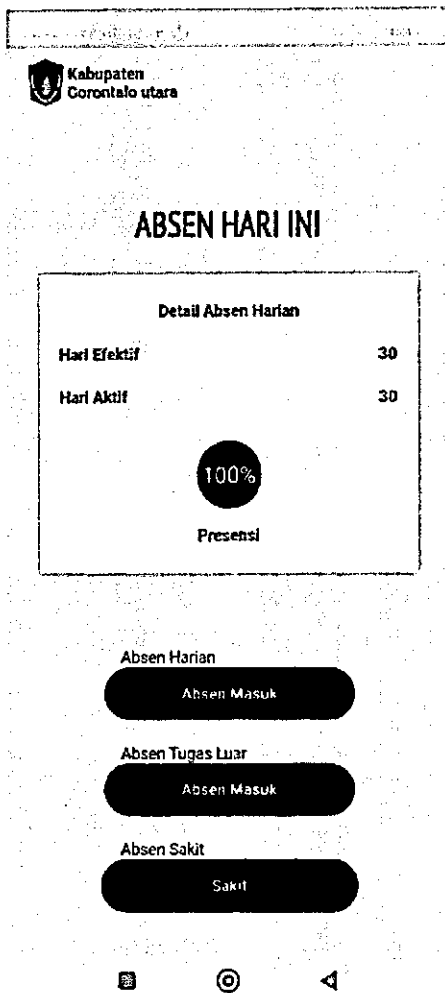 Kabupaten
Gorontalo utara
ABSEN HARI INI
Detail Absen Harian
Hari Efektif 30
Hari Aktif 30
100%
Presensi
Absen Harian
Absen Masuk
Absen Tugas Luar
Absen Masuk
Absen Sakit
Sakit